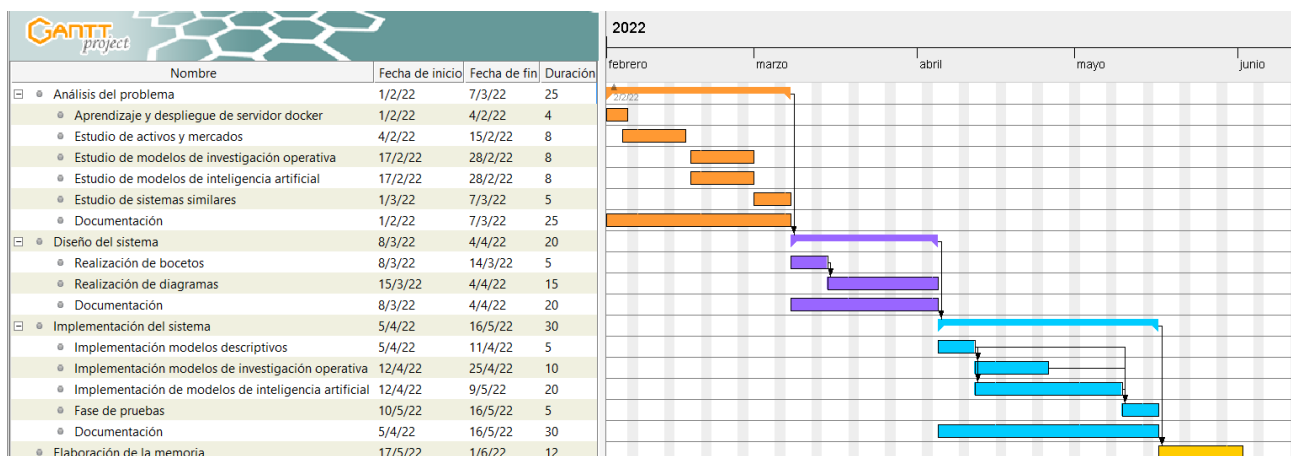 GANTT
project
2022
febrero marzo abril mayo junio
Nombre Fecha de inicio Fecha de fin Duración
Análisis del problema 1/2/22 7/3/22 25
2/2/22
Aprendizaje y despliegue de servidor docker 1/2/22 4/2/22 4
Estudio de activos y mercados 4/2/22 15/2/22 8
Estudio de modelos de investigación operativa 17/2/22 28/2/22 8
Estudio de modelos de inteligencia artificial 17/2/22 28/2/22 8
Estudio de sistemas similares 1/3/22 7/3/22 5
Documentación 1/2/22 7/3/22 25
Diseño del sistema 8/3/22 4/4/22 20
Realización de bocetos 8/3/22 14/3/22 5
Realización de diagramas 15/3/22 4/4/22 15
Documentación 8/3/22 4/4/22 20
Implementación del sistema 5/4/22 16/5/22 30
Implementación modelos descriptivos 5/4/22 11/4/22 5
Implementación modelos de investigación operativa 12/4/22 25/4/22 10
Implementación de modelos de inteligencia artificial 12/4/22 9/5/22 20
Fase de pruebas 10/5/22 16/5/22 5
Documentación 5/4/22 16/5/22 30
Elaboración de la memoria 17/5/22 1/6/22 12